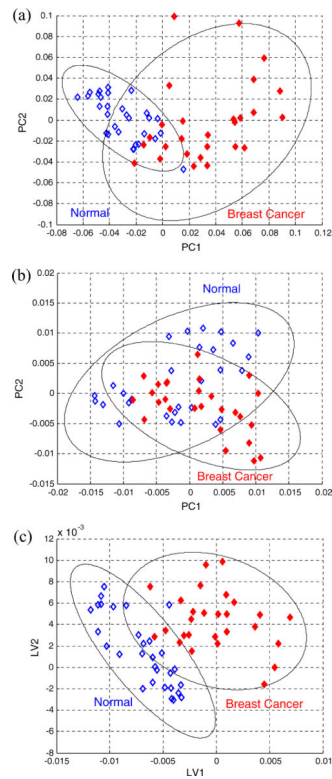 (a)
0.1
0.08
0.06
0.04
0.02
0
-0.02
-0.04
-0.06
-0.08
-0.1
PC2
Normal
Breast Cancer
-0.08 -0.06 -0.04 -0.02 0 0.02 0.04 0.06 0.08 0.1 0.12
PC1
(b)
0.02
0.015
0.01
0.005
0
-0.005
-0.01
-0.015
PC2
Normal
Breast Cancer
-0.02 -0.015 -0.01 -0.005 0 0.005 0.01 0.015 0.02
PC1
(c)
x 10⁻³
12
10
8
6
4
2
0
-2
-4
-6
-8
LV2
Normal
Breast Cancer
-0.015 -0.01 -0.005 0 0.005 0.01
LV1